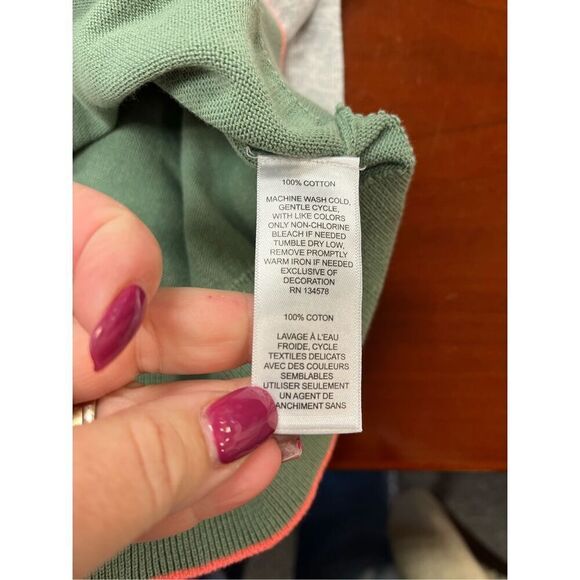 100% COTTON
MACHINE WASH COLD,
GENTLE CYCLE,
WITH LIKE COLORS
ONLY NON-CHLORINE
BLEACH IF NEEDED
TUMBLE DRY LOW,
REMOVE PROMPTLY
WARM IRON IF NEEDED
EXCLUSIVE OF
DECORATION
RN 134578
100% COTON
LAVAGE À L'EAU
FROIDE, CYCLE
TEXTILES DELICATS
AVEC DES COULEURS
SEMBLABLES
UTILISER SEULEMENT
UN AGENT DE
ANCHIMENT SANS